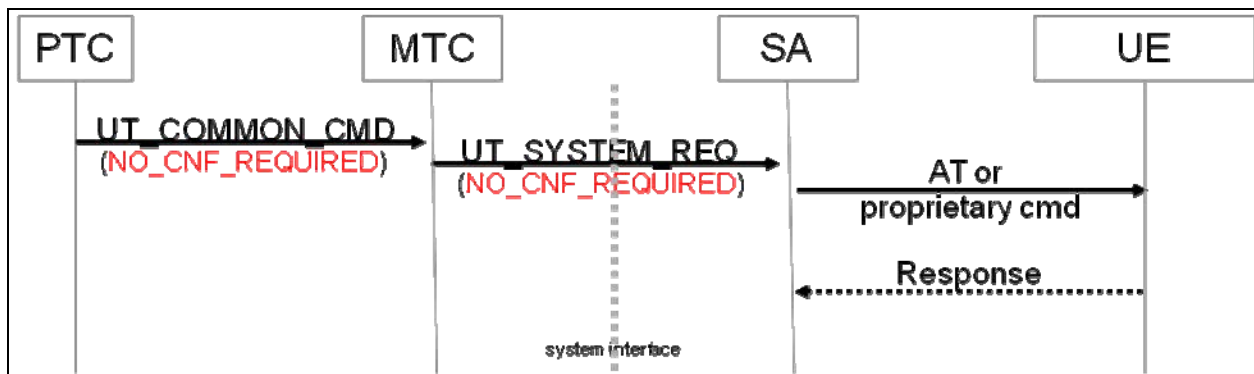 PTC MTC SA UE
UT_COMMON_CMD
(NO_CNF_REQUIRED)
UT_SYSTEM_REQ
(NO_CNF_REQUIRED)
AT or
proprietary cmd
Response
system interface